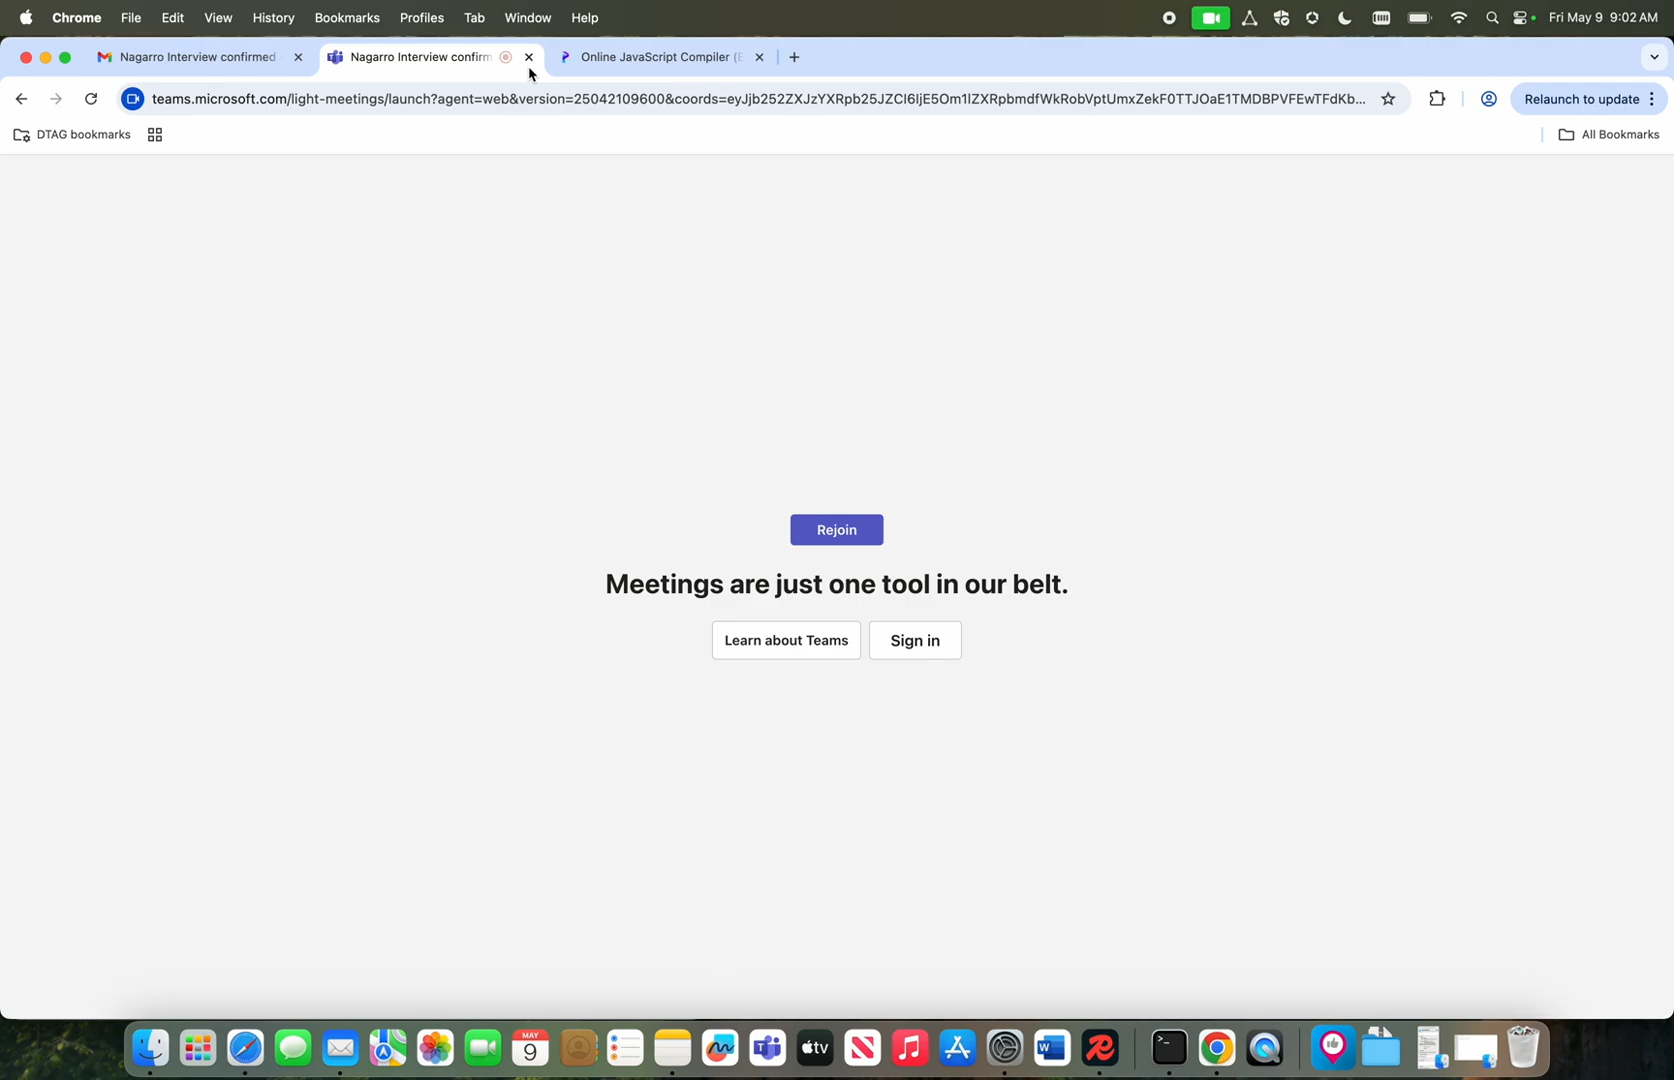 Chrome File Edit View History Bookmarks Profiles Tab Window Help Fri May 9 9:02 AM
Nagarro Interview confirmed Nagarro Interview confirm Online JavaScript Compiler (E
teams.microsoft.com/light-meetings/launch?agent=web&version=25042109600&coords=eyJjb252ZXJzYXRpb25JZCI6IjE5Om1lZXRpbmdfWkRobVptUmxZekF0TTJOaE1TMDBPVFEwTFdKb... Relaunch to update
DTAG bookmarks All Bookmarks
Rejoin
Meetings are just one tool in our belt.
Learn about Teams Sign in
MAY
9
tv